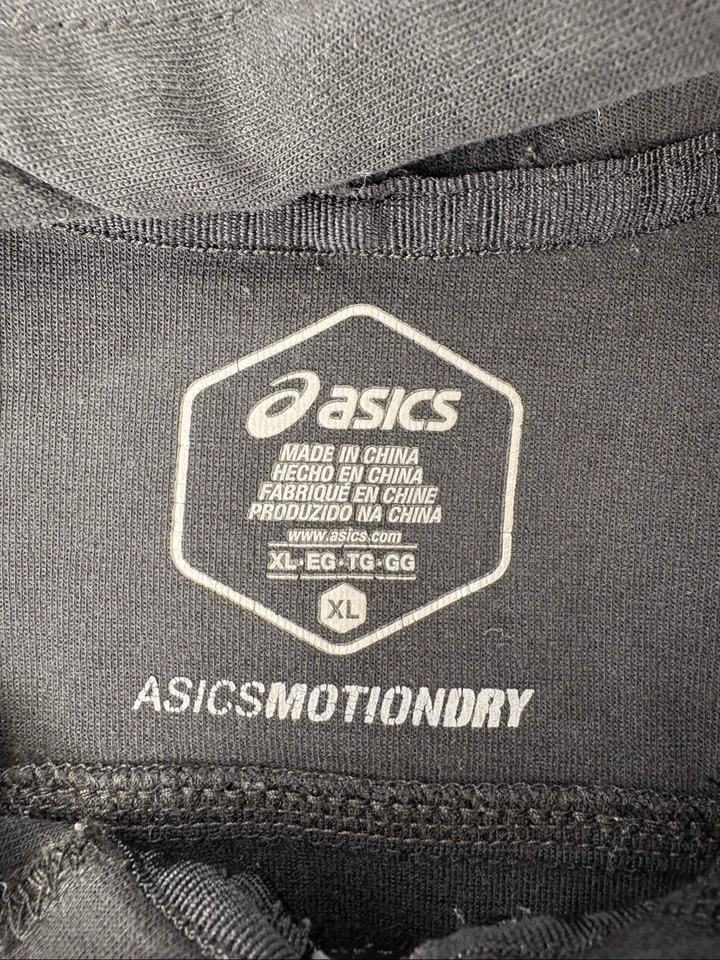 asics
MADE IN CHINA
HECHO EN CHINA
FABRIQUÉ EN CHINE
PRODUZIDO NA CHINA
www.asics.com
XL·EG·TG·GG
XL
ASICSMOTIONDRY